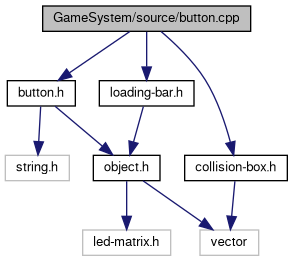 GameSystem/source/button.cpp
button.h
loading-bar.h
string.h
object.h
collision-box.h
led-matrix.h
vector